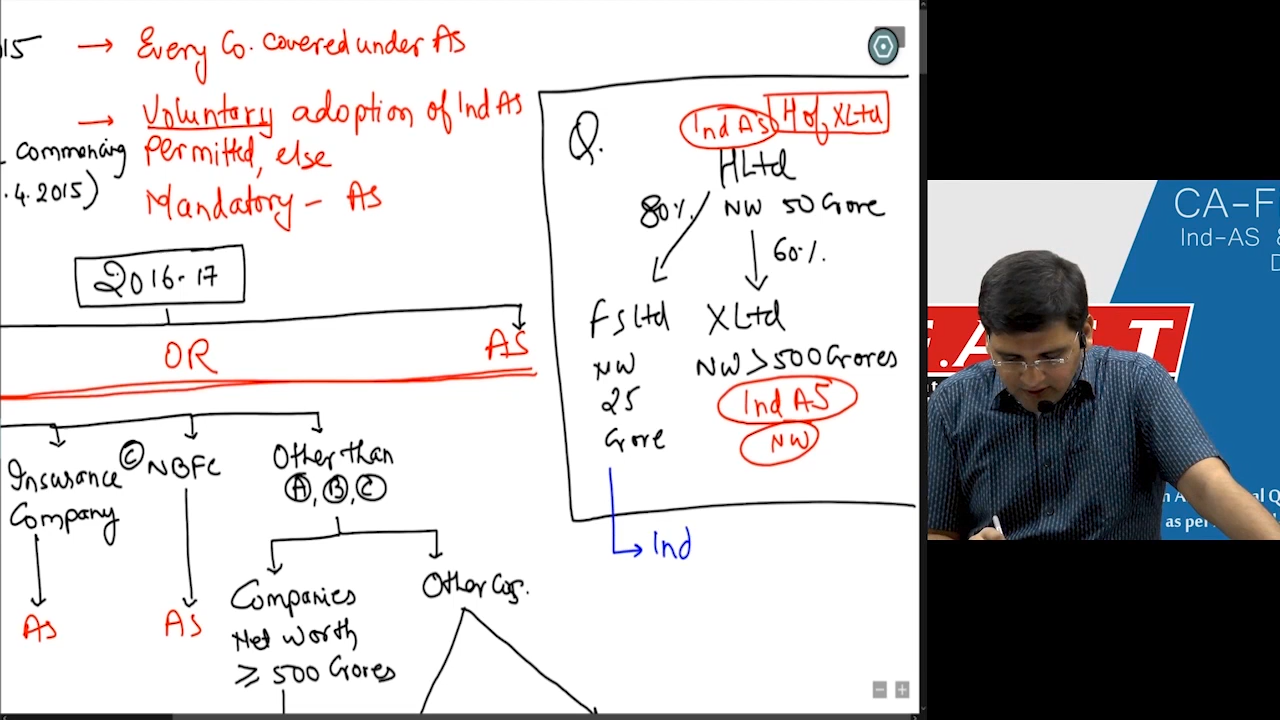 15 → Every Co. covered under AS
→ Voluntary adoption of Ind AS
commencing Permitted, else
.4.2015) Mandatory - AS
2016-17
OR
AS
Insurance
Company
AS
Ⓒ NBFC
AS
Other than
Ⓐ, Ⓑ, Ⓒ
Companies
Net worth
≥ 500 Crores
Other Cos.
Q.
Ind AS H of X Ltd
H Ltd
80%. NW 50 Crore
60%.
FS Ltd X Ltd
NW NW > 500 Crores
25 Ind AS
Crore NW
→ Ind
CA-F
Ind-AS &
D
T
al Q
as per